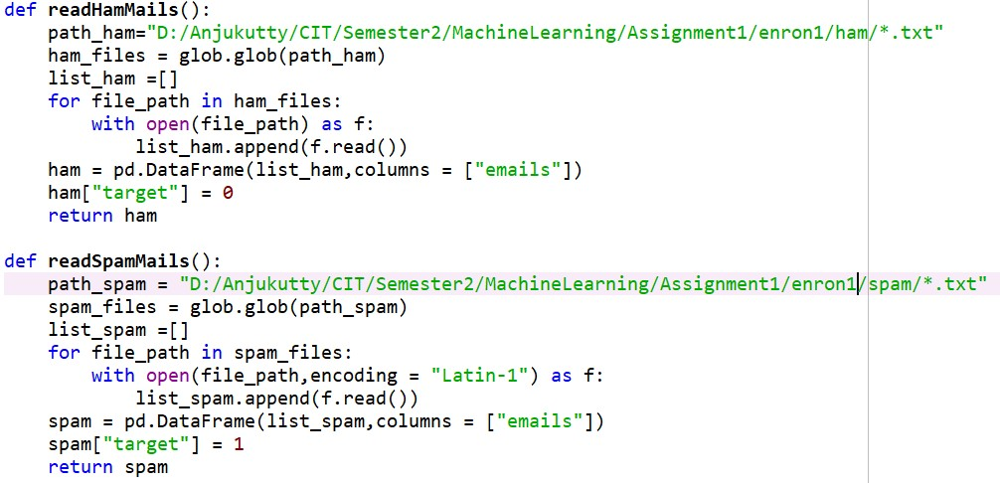 def readHamMails():
    path_ham="D:/Anjukutty/CIT/Semester2/MachineLearning/Assignment1/enron1/ham/*.txt"
    ham_files = glob.glob(path_ham)
    list_ham =[]
    for file_path in ham_files:
        with open(file_path) as f:
            list_ham.append(f.read())
    ham = pd.DataFrame(list_ham,columns = ["emails"])
    ham["target"] = 0
    return ham

def readSpamMails():
    path_spam = "D:/Anjukutty/CIT/Semester2/MachineLearning/Assignment1/enron1/spam/*.txt"
    spam_files = glob.glob(path_spam)
    list_spam =[]
    for file_path in spam_files:
        with open(file_path,encoding = "Latin-1") as f:
            list_spam.append(f.read())
    spam = pd.DataFrame(list_spam,columns = ["emails"])
    spam["target"] = 1
    return spam